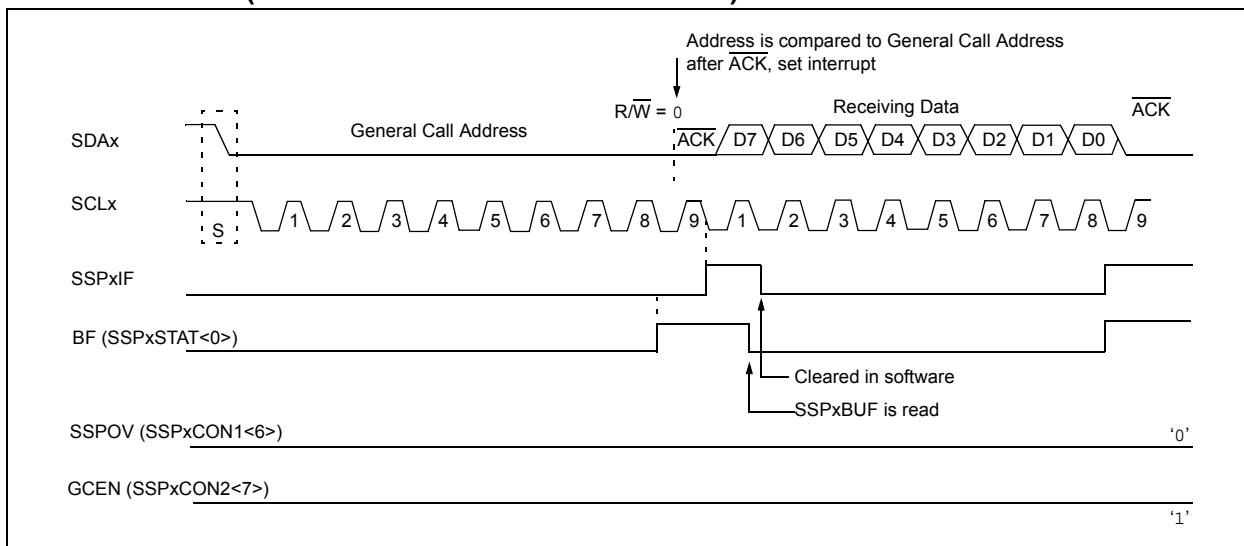 (
)
Address is compared to General Call Address
after ACK, set interrupt
R/W = 0
Receiving Data
ACK
SDAx
General Call Address
ACK
D7
D6
D5
D4
D3
D2
D1
D0
SCLx
S
1
2
3
4
5
6
7
8
9
1
2
3
4
5
6
7
8
9
SSPxIF
BF (SSPxSTAT<0>)
Cleared in software
SSPxBUF is read
SSPOV (SSPxCON1<6>)
‘0’
GCEN (SSPxCON2<7>)
‘1’